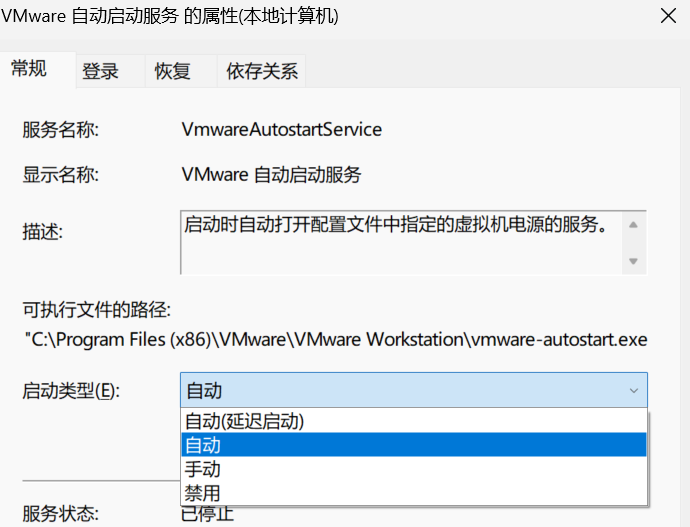 VMware 自动启动服务 的属性(本地计算机)
常规 登录 恢复 依存关系
服务名称: VmwareAutostartService
显示名称: VMware 自动启动服务
描述: 启动时自动打开配置文件中指定的虚拟机电源的服务。
可执行文件的路径:
"C:\Program Files (x86)\VMware\VMware Workstation\vmware-autostart.exe
启动类型(E): 自动
自动(延迟启动)
自动
手动
禁用
服务状态: 已停止